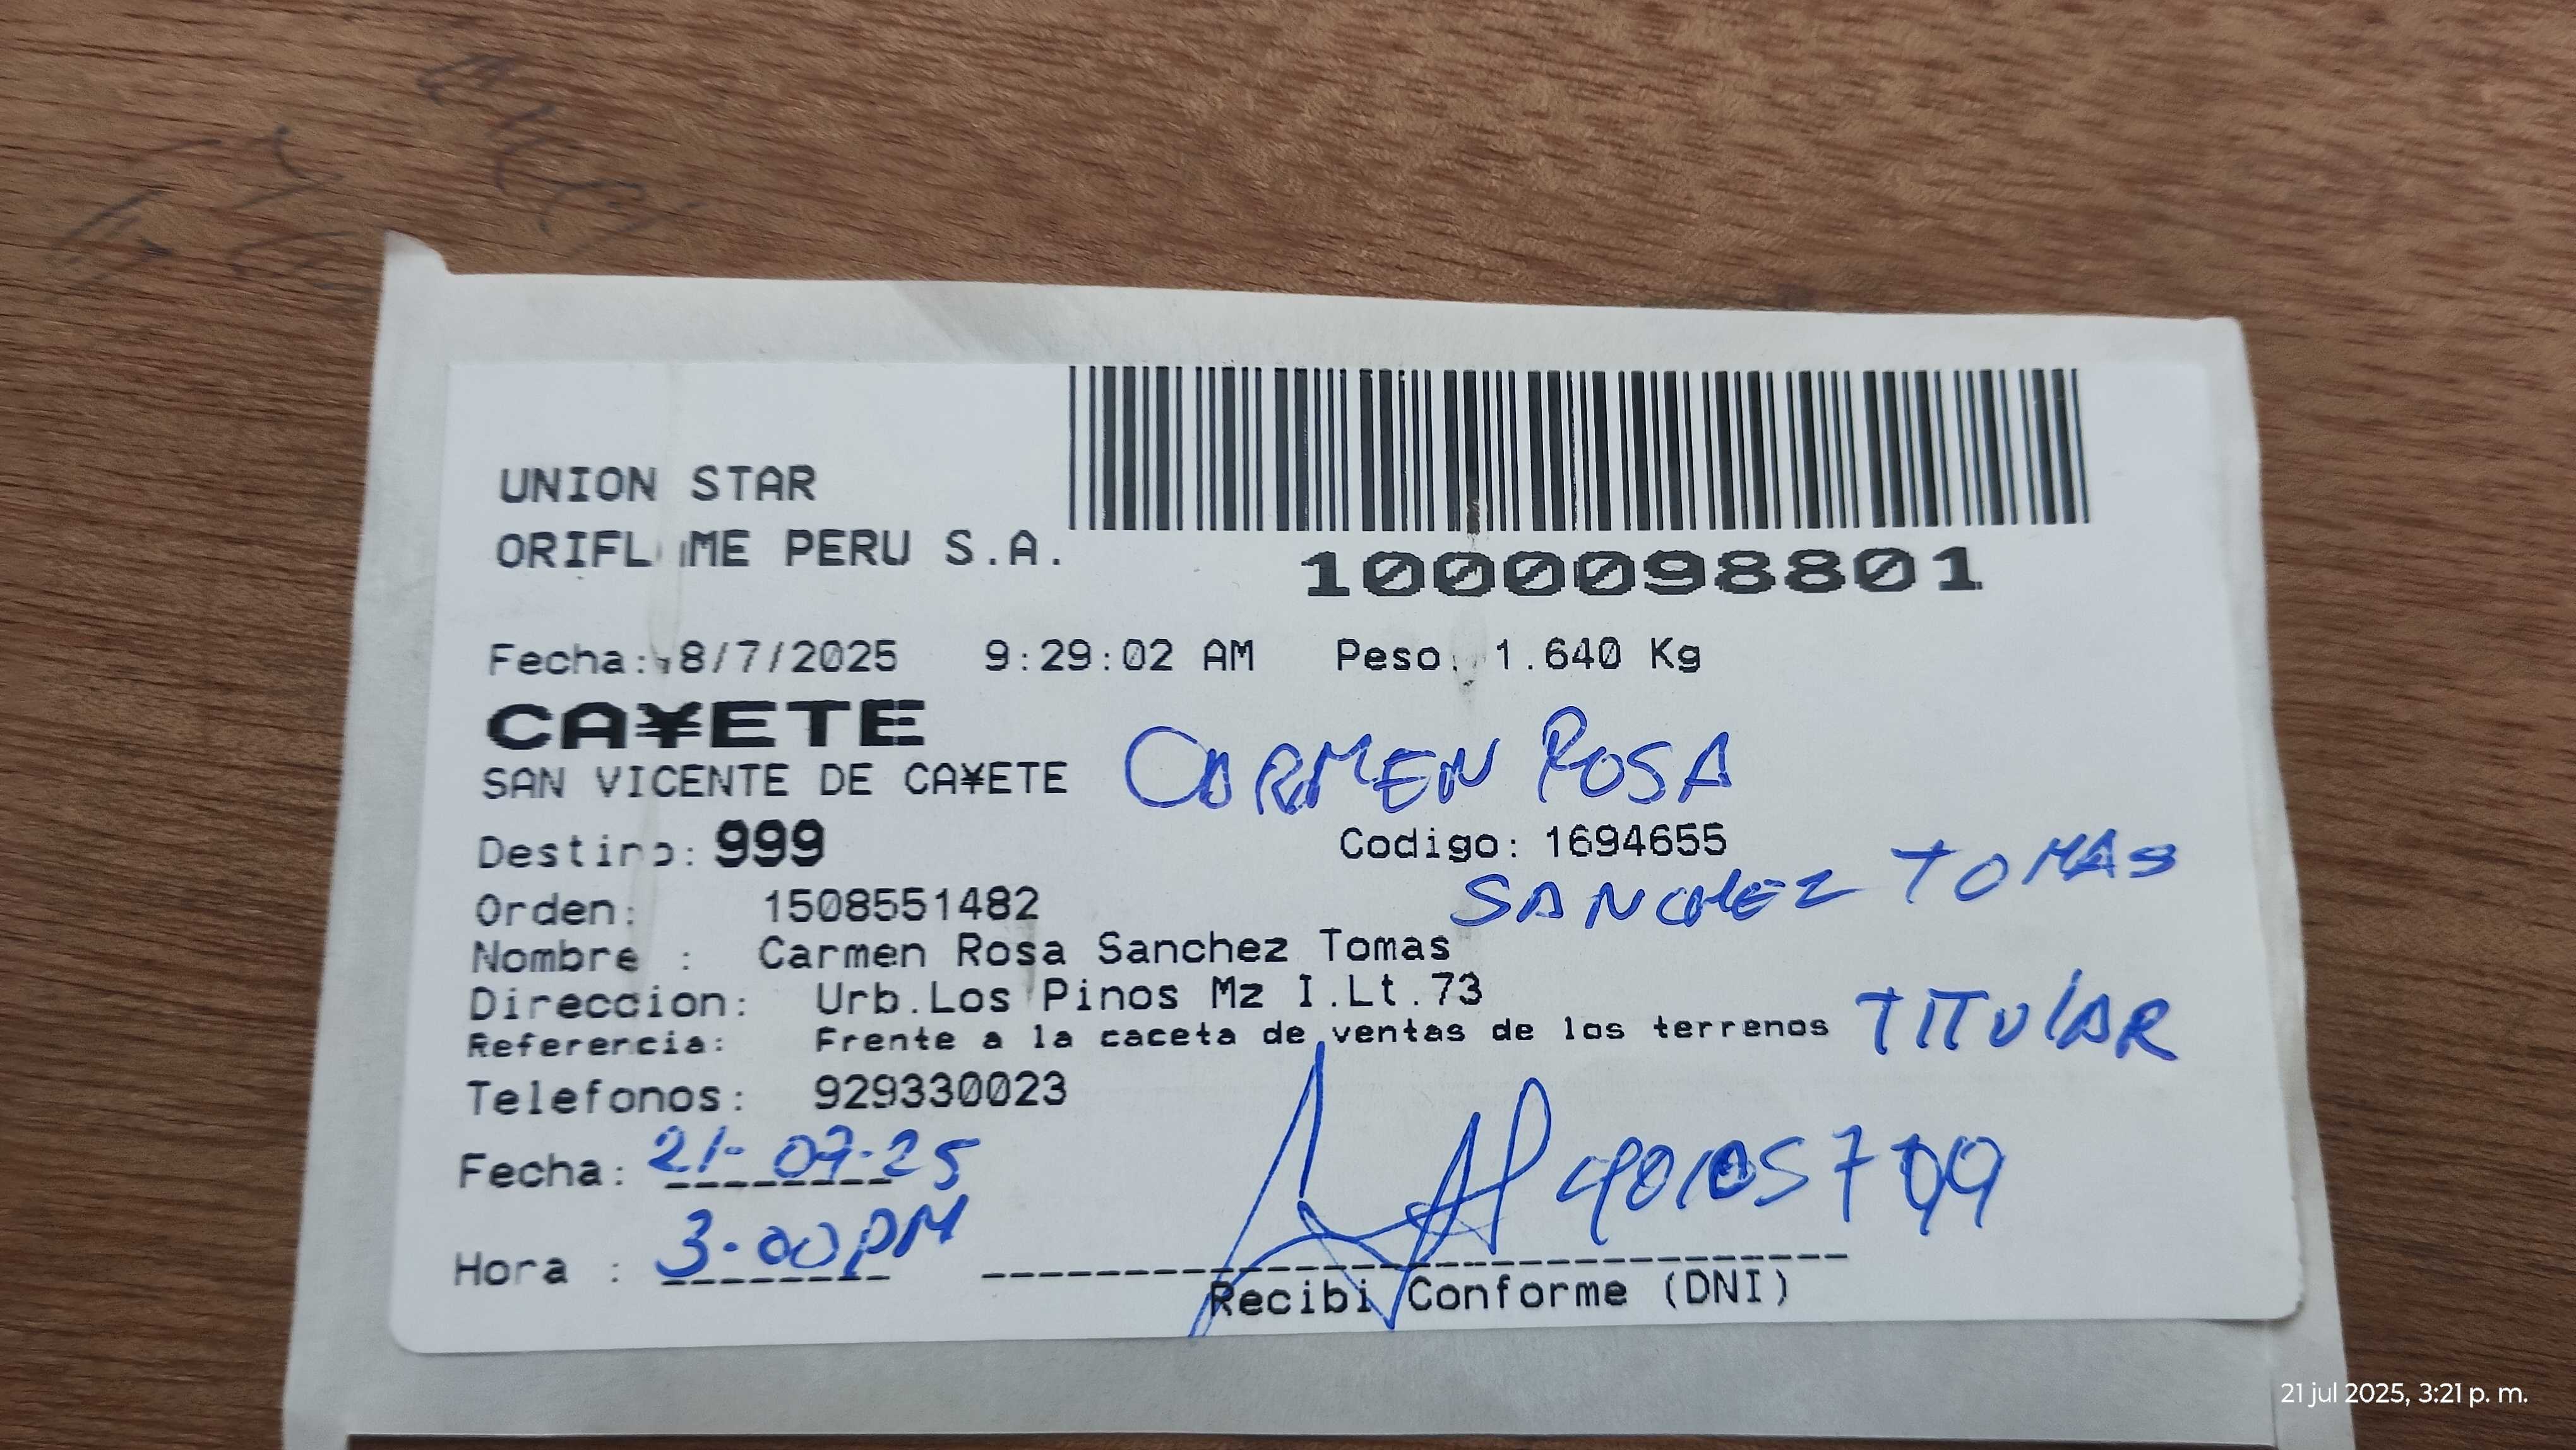 UNION STAR
ORIFL ME PERU S.A.
1000098801
Fecha: 8/7/2025 9:29:02 AM Peso: 1.640 Kg
CA¥ETE
SAN VICENTE DE CA¥ETE
CARMEN ROSA
Destino: 999 Codigo: 1694655
SANCHEZ TOMAS
Orden: 1508551482
Nombre : Carmen Rosa Sanchez Tomas
Direccion: Urb.Los Pinos Mz I.Lt.73
Referencia: Frente a la caceta de ventas de los terrenos
TITULAR
Telefonos: 929330023
Fecha: 21-07-25
Hora : 3.00 PM
Recibi Conforme (DNI)
21 jul 2025, 3:21 p. m.